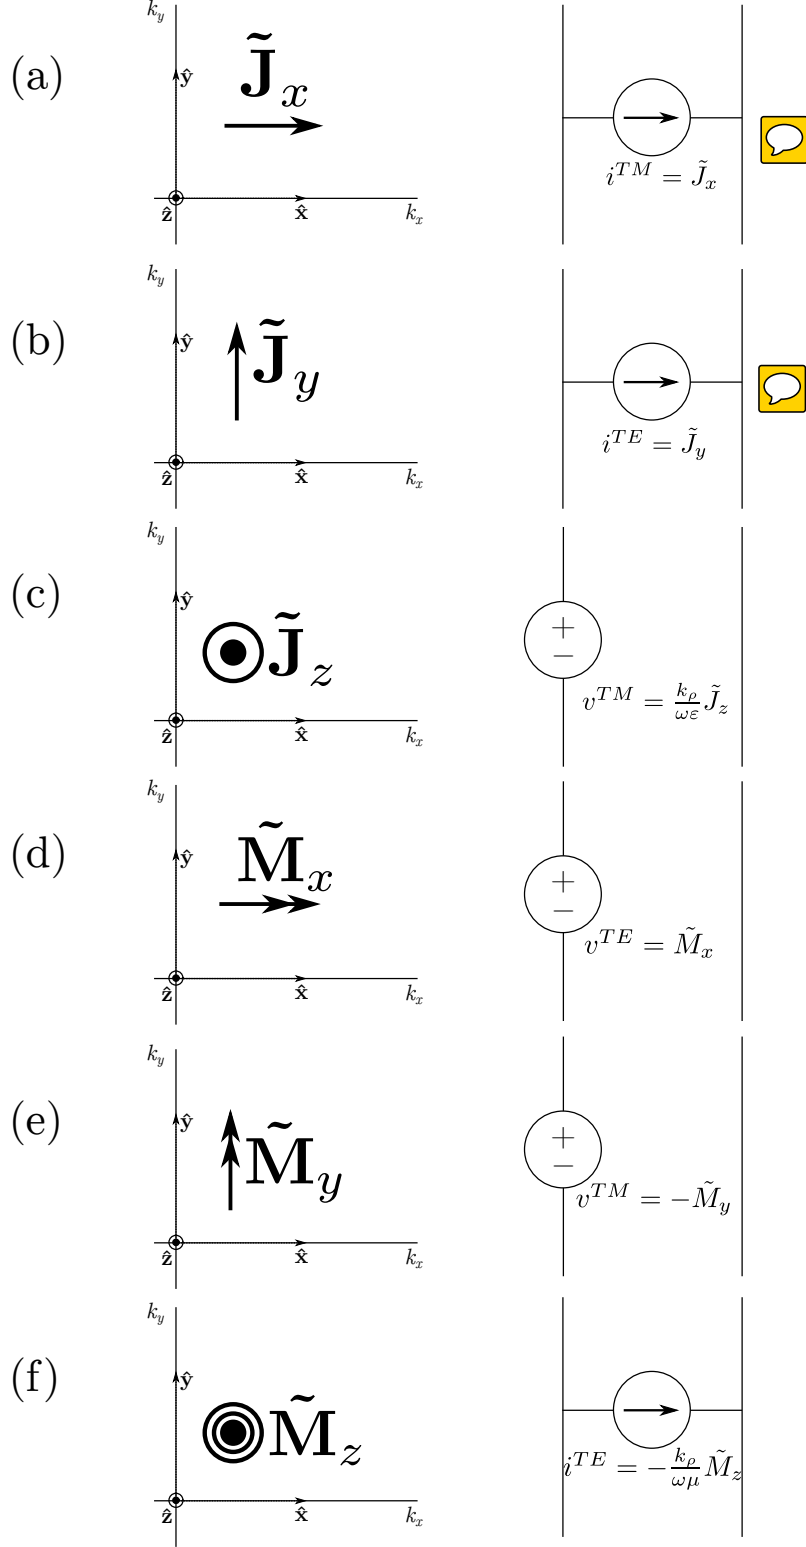 k_y
(a)
ŷ
J̃_x
i^{TM} = J̃_x
ẑ
x̂
k_x
k_y
(b)
ŷ
J̃_y
i^{TE} = J̃_y
ẑ
x̂
k_x
k_y
(c)
ŷ
J̃_z
+
−
v^{TM} = \frac{k_ρ}{ωε} J̃_z
ẑ
x̂
k_x
k_y
(d)
ŷ
M̃_x
+
−
v^{TE} = M̃_x
ẑ
x̂
k_x
k_y
(e)
ŷ
M̃_y
+
−
v^{TM} = −M̃_y
ẑ
x̂
k_x
k_y
(f)
ŷ
M̃_z
i^{TE} = −\frac{k_ρ}{ωμ} M̃_z
ẑ
x̂
k_x